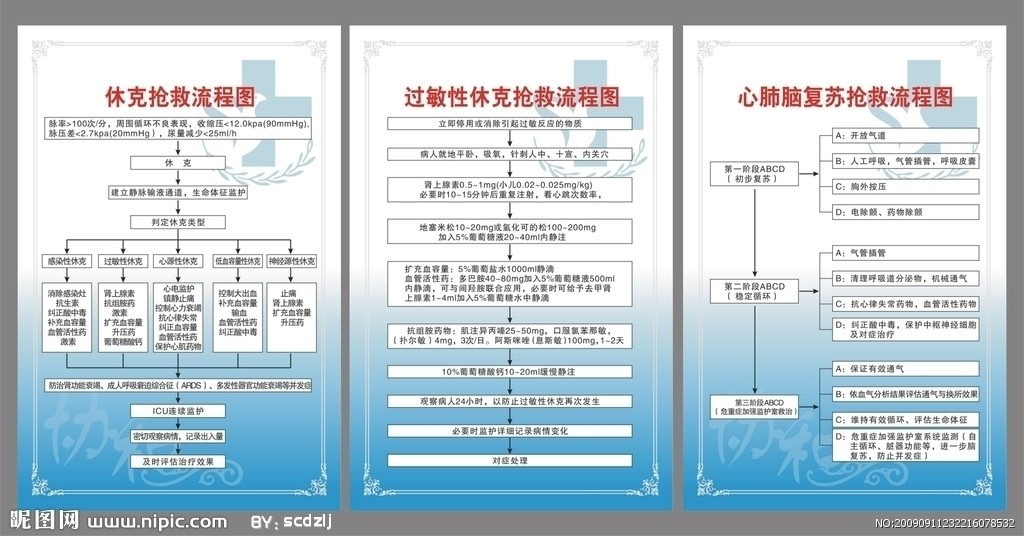 休克抢救流程图
脉率>100次/分，周围循环不良表现，收缩压<12.0kpa(90mmHg),
脉压差<2.7kpa(20mmHg)，尿量减少<25ml/h
休 克
建立静脉输液通道，生命体征监护
判定休克类型
感染性休克
过敏性休克
心源性休克
低血容量性休克
神经源性休克
消除感染灶
抗生素
纠正酸中毒
补充血容量
血管活性药
激素
肾上腺素
抗组胺药
激素
扩充血容量
升压药
葡萄糖酸钙
心电监护
镇静止痛
控制心力衰竭
抗心律失常
纠正血容量
血管活性药
保护心肌药物
控制大出血
补充血容量
输血
血管活性药
纠正酸中毒
止痛
肾上腺素
扩充血容量
升压药
防治肾功能衰竭、成人呼吸窘迫综合征（ARDS）、多发性器官功能衰竭等并发症
ICU连续监护
密切观察病情，记录出入量
及时评估治疗效果
过敏性休克抢救流程图
立即停用或消除引起过敏反应的物质
病人就地平卧，吸氧，针刺人中、十宣、内关穴
肾上腺素0.5~1mg(小儿0.02~0.025mg/kg)
必要时10~15分钟后重复注射，看心跳次数率，
地塞米松10~20mg或氢化可的松100~200mg
加入5%葡萄糖液20~40ml内静注
扩充血容量：5%葡萄盐水1000ml静滴
血管活性药：多巴胺40~80mg加入5%葡萄糖液500ml
内静滴，可与间羟胺联合应用，必要时可给予去甲肾
上腺素1~4ml加入5%葡萄糖水中静滴
抗组胺药物：肌注异丙嗪25~50mg，口服氯苯那敏，
（扑尔敏）4mg，3次/日。阿斯咪唑(息斯敏)100mg,1~2天
10%葡萄糖酸钙10~20ml缓慢静注
观察病人24小时，以防止过敏性休克再次发生
必要时监护详细记录病情变化
对症处理
心肺脑复苏抢救流程图
第一阶段ABCD
（初步复苏）
A：开放气道
B：人工呼吸，气管插管，呼吸皮囊
C：胸外按压
D：电除颤、药物除颤
第二阶段ABCD
（稳定循环）
A：气管插管
B：清理呼吸道分泌物，机械通气
C：抗心律失常药物，血管活性药物
D：纠正酸中毒，保护中枢神经细胞
及对症治疗
第三阶段ABCD
（危重症加强监护室救治）
A：保证有效通气
B：依血气分析结果评估通气与换所效果
C：维持有效循环、评估生命体征
D：危重症加强监护室系统监测（自
主循环、脏器功能等，进一步脑
复苏，防止并发症）
协和
协和
昵图网 www.nipic.com BY: scdzlj
NO:20090911232216078532